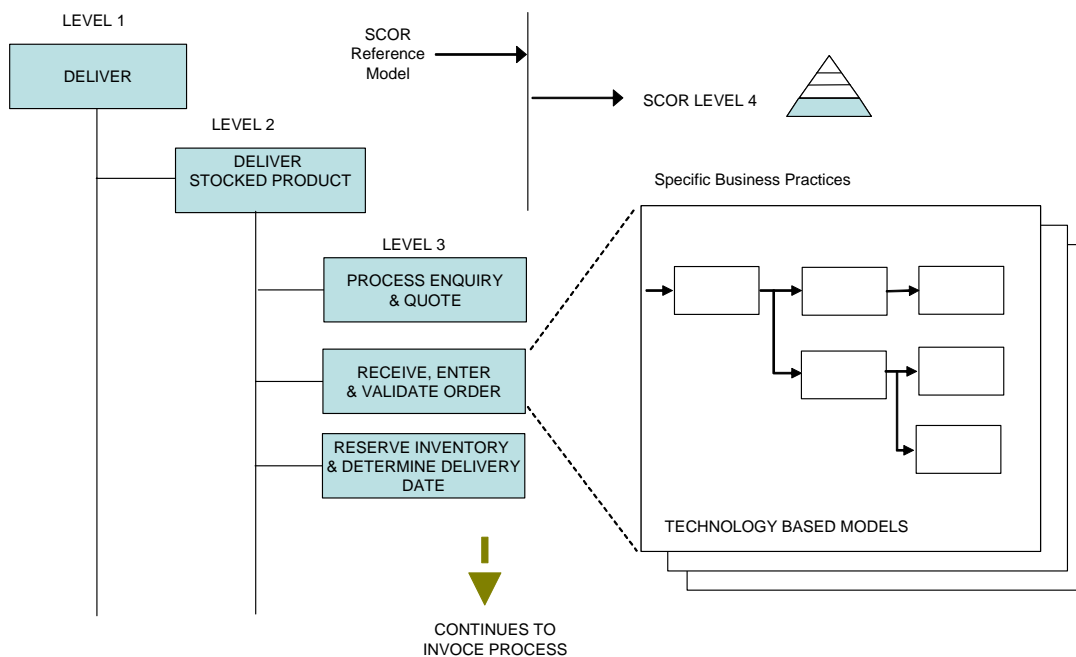 LEVEL 1
DELIVER
SCOR
Reference
Model
SCOR LEVEL 4
LEVEL 2
DELIVER
STOCKED PRODUCT
Specific Business Practices
LEVEL 3
PROCESS ENQUIRY
& QUOTE
RECEIVE, ENTER
& VALIDATE ORDER
RESERVE INVENTORY
& DETERMINE DELIVERY
DATE
TECHNOLOGY BASED MODELS
CONTINUES TO
INVOCE PROCESS